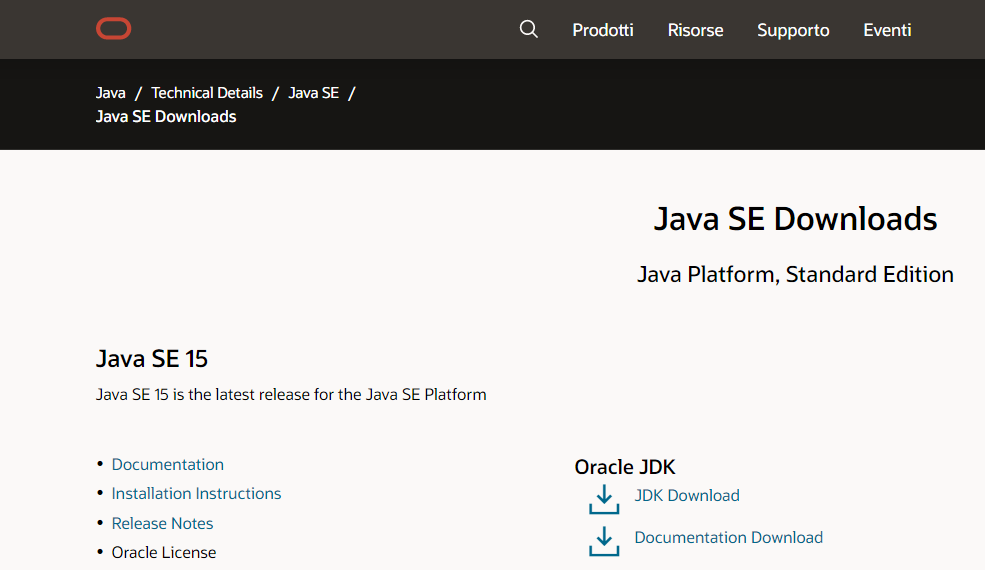 Prodotti Risorse Supporto Eventi
Java / Technical Details / Java SE /
Java SE Downloads
Java SE Downloads
Java Platform, Standard Edition
Java SE 15
Java SE 15 is the latest release for the Java SE Platform
• Documentation
• Installation Instructions
• Release Notes
• Oracle License
Oracle JDK
JDK Download
Documentation Download